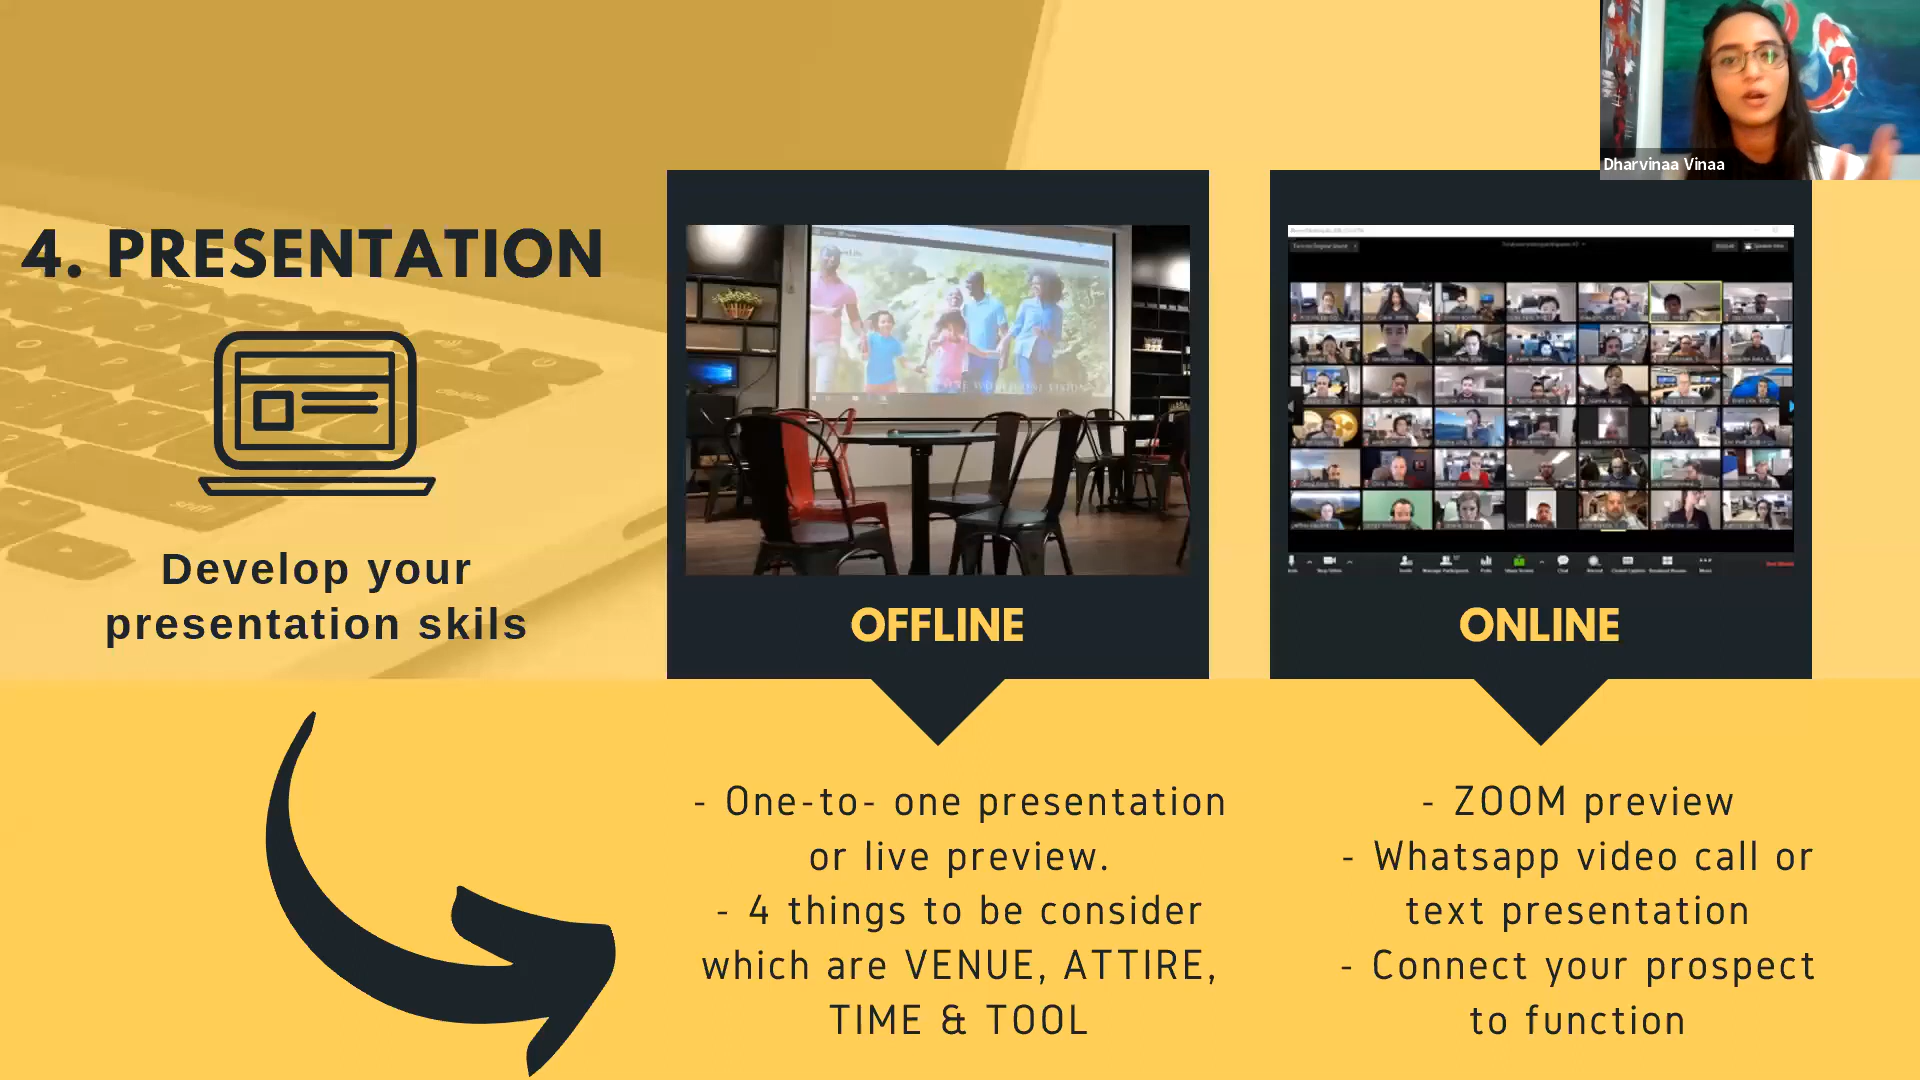 Dharvinaa Vinaa
4. PRESENTATION
Develop your
presentation skils
OFFLINE
- One-to- one presentation
or live preview.
- 4 things to be consider
which are VENUE, ATTIRE,
TIME & TOOL
ONLINE
- ZOOM preview
- Whatsapp video call or
text presentation
- Connect your prospect
to function